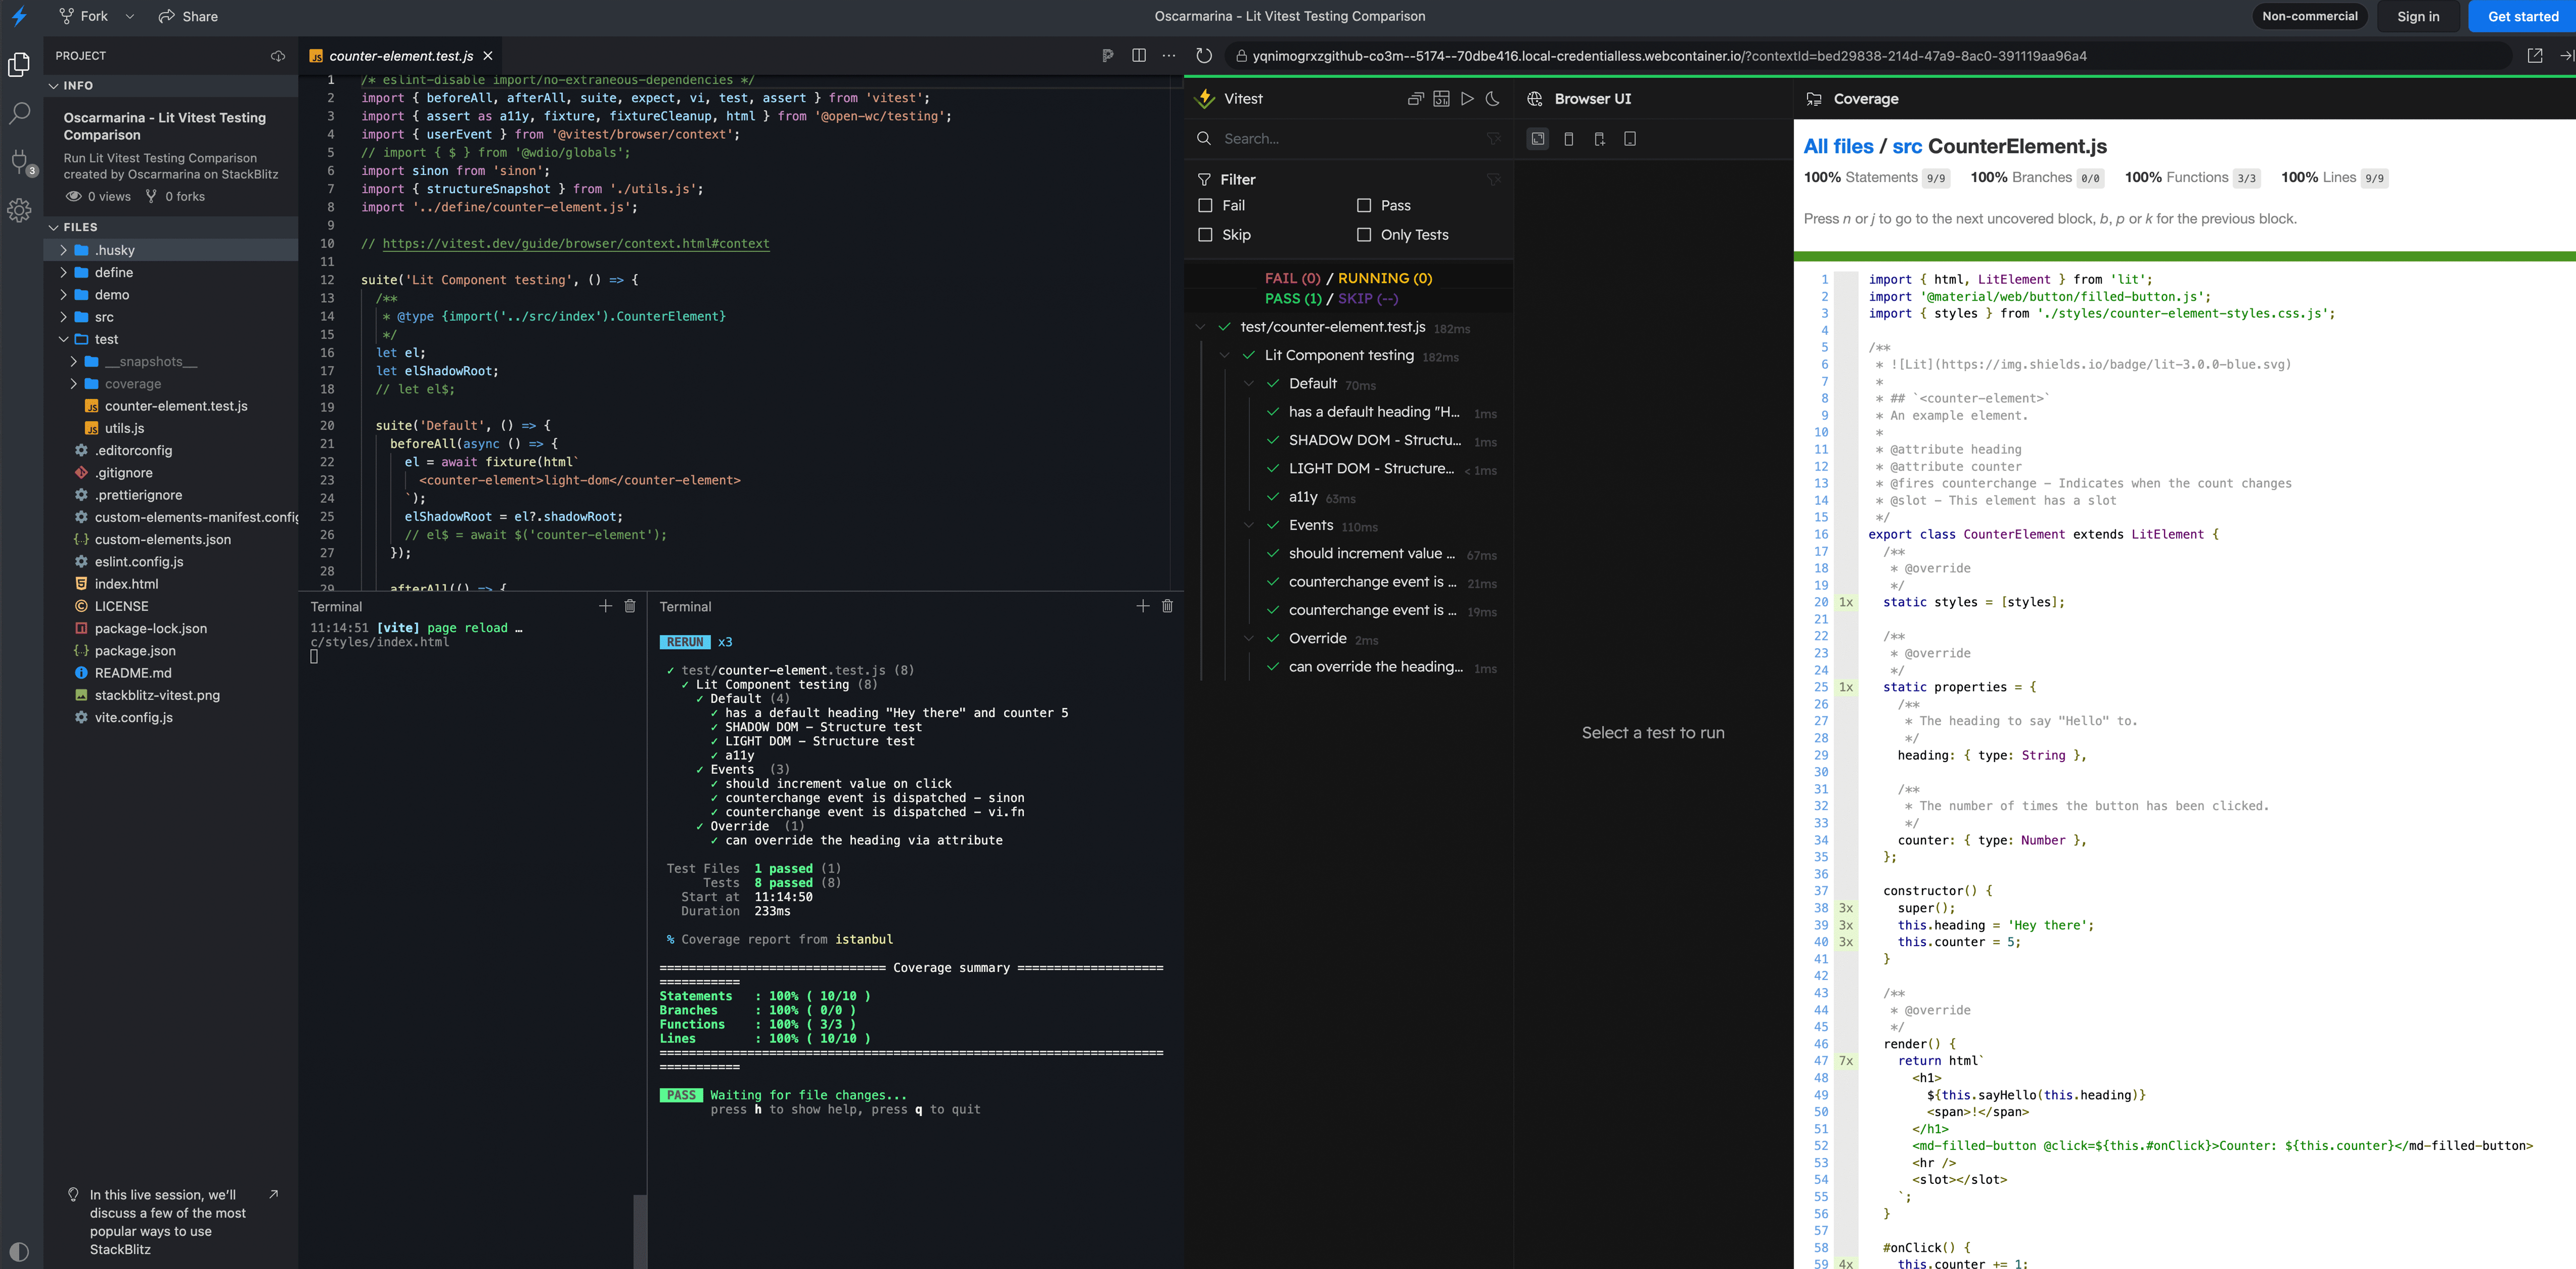 Fork
Share
Oscarmarina - Lit Vitest Testing Comparison
Non-commercial
Sign in
Get started
PROJECT
INFO
Oscarmarina - Lit Vitest Testing
Comparison
Run Lit Vitest Testing Comparison
created by Oscarmarina on StackBlitz
0 views
0 forks
3
FILES
.husky
define
demo
src
test
__snapshots__
coverage
counter-element.test.js
utils.js
.editorconfig
.gitignore
.prettierignore
custom-elements-manifest.config
custom-elements.json
eslint.config.js
index.html
LICENSE
package-lock.json
package.json
README.md
stackblitz-vitest.png
vite.config.js
In this live session, we'll
discuss a few of the most
popular ways to use
StackBlitz
counter-element.test.js
1 /* eslint-disable import/no-extraneous-dependencies */
2 import { beforeAll, afterAll, suite, expect, vi, test, assert } from 'vitest';
3 import { assert as a11y, fixture, fixtureCleanup, html } from '@open-wc/testing';
4 import { userEvent } from '@vitest/browser/context';
5 // import { $ } from '@wdio/globals';
6 import sinon from 'sinon';
7 import { structureSnapshot } from './utils.js';
8 import '../define/counter-element.js';
9
10 // https://vitest.dev/guide/browser/context.html#context
11
12 suite('Lit Component testing', () => {
13 /**
14 * @type {import('../src/index').CounterElement}
15 */
16 let el;
17 let elShadowRoot;
18 // let el$;
19
20 suite('Default', () => {
21 beforeAll(async () => {
22 el = await fixture(html`
23 <counter-element>light-dom</counter-element>
24 `);
25 elShadowRoot = el?.shadowRoot;
26 // el$ = await $('counter-element');
27 });
28
29 afterAll(() => {
Terminal
11:14:51 [vite] page reload …
c/styles/index.html
Terminal
RERUN x3
✓ test/counter-element.test.js (8)
✓ Lit Component testing (8)
✓ Default (4)
✓ has a default heading "Hey there" and counter 5
✓ SHADOW DOM - Structure test
✓ LIGHT DOM - Structure test
✓ a11y
✓ Events (3)
✓ should increment value on click
✓ counterchange event is dispatched - sinon
✓ counterchange event is dispatched - vi.fn
✓ Override (1)
✓ can override the heading via attribute
Test Files 1 passed (1)
Tests 8 passed (8)
Start at 11:14:50
Duration 233ms
% Coverage report from istanbul
=============================== Coverage summary ====================
===========
Statements : 100% ( 10/10 )
Branches : 100% ( 0/0 )
Functions : 100% ( 3/3 )
Lines : 100% ( 10/10 )
=====================================================================
===========
PASS Waiting for file changes...
press h to show help, press q to quit
yqnimogrxzgithub-co3m--5174--70dbe416.local-credentialless.webcontainer.io/?contextId=bed29838-214d-47a9-8ac0-391119aa96a4
Vitest
Search...
Filter
Fail
Pass
Skip
Only Tests
FAIL (0) / RUNNING (0)
PASS (1) / SKIP (--)
test/counter-element.test.js 182ms
Lit Component testing 182ms
Default 70ms
has a default heading "H... 1ms
SHADOW DOM - Structu... 1ms
LIGHT DOM - Structure... < 1ms
a11y 63ms
Events 110ms
should increment value ... 67ms
counterchange event is ... 21ms
counterchange event is ... 19ms
Override 2ms
can override the heading... 1ms
Browser UI
Select a test to run
Coverage
All files / src CounterElement.js
100% Statements 9/9 100% Branches 0/0 100% Functions 3/3 100% Lines 9/9
Press n or j to go to the next uncovered block, b, p or k for the previous block.
1 import { html, LitElement } from 'lit';
2 import '@material/web/button/filled-button.js';
3 import { styles } from './styles/counter-element-styles.css.js';
4
5 /**
6 * ![Lit](https://img.shields.io/badge/lit-3.0.0-blue.svg)
7 *
8 * ## `<counter-element>`
9 * An example element.
10 *
11 * @attribute heading
12 * @attribute counter
13 * @fires counterchange - Indicates when the count changes
14 * @slot - This element has a slot
15 */
16 export class CounterElement extends LitElement {
17 /**
18 * @override
19 */
20 1x static styles = [styles];
21
22 /**
23 * @override
24 */
25 1x static properties = {
26 /**
27 * The heading to say "Hello" to.
28 */
29 heading: { type: String },
30
31 /**
32 * The number of times the button has been clicked.
33 */
34 counter: { type: Number },
35 };
36
37 constructor() {
38 3x super();
39 3x this.heading = 'Hey there';
40 3x this.counter = 5;
41 }
42
43 /**
44 * @override
45 */
46 render() {
47 7x return html`
48 <h1>
49 ${this.sayHello(this.heading)}
50 <span>!</span>
51 </h1>
52 <md-filled-button @click=${this.#onClick}>Counter: ${this.counter}</md-filled-button>
53 <hr />
54 <slot></slot>
55 `;
56 }
57
58 #onClick() {
59 4x this.counter += 1;